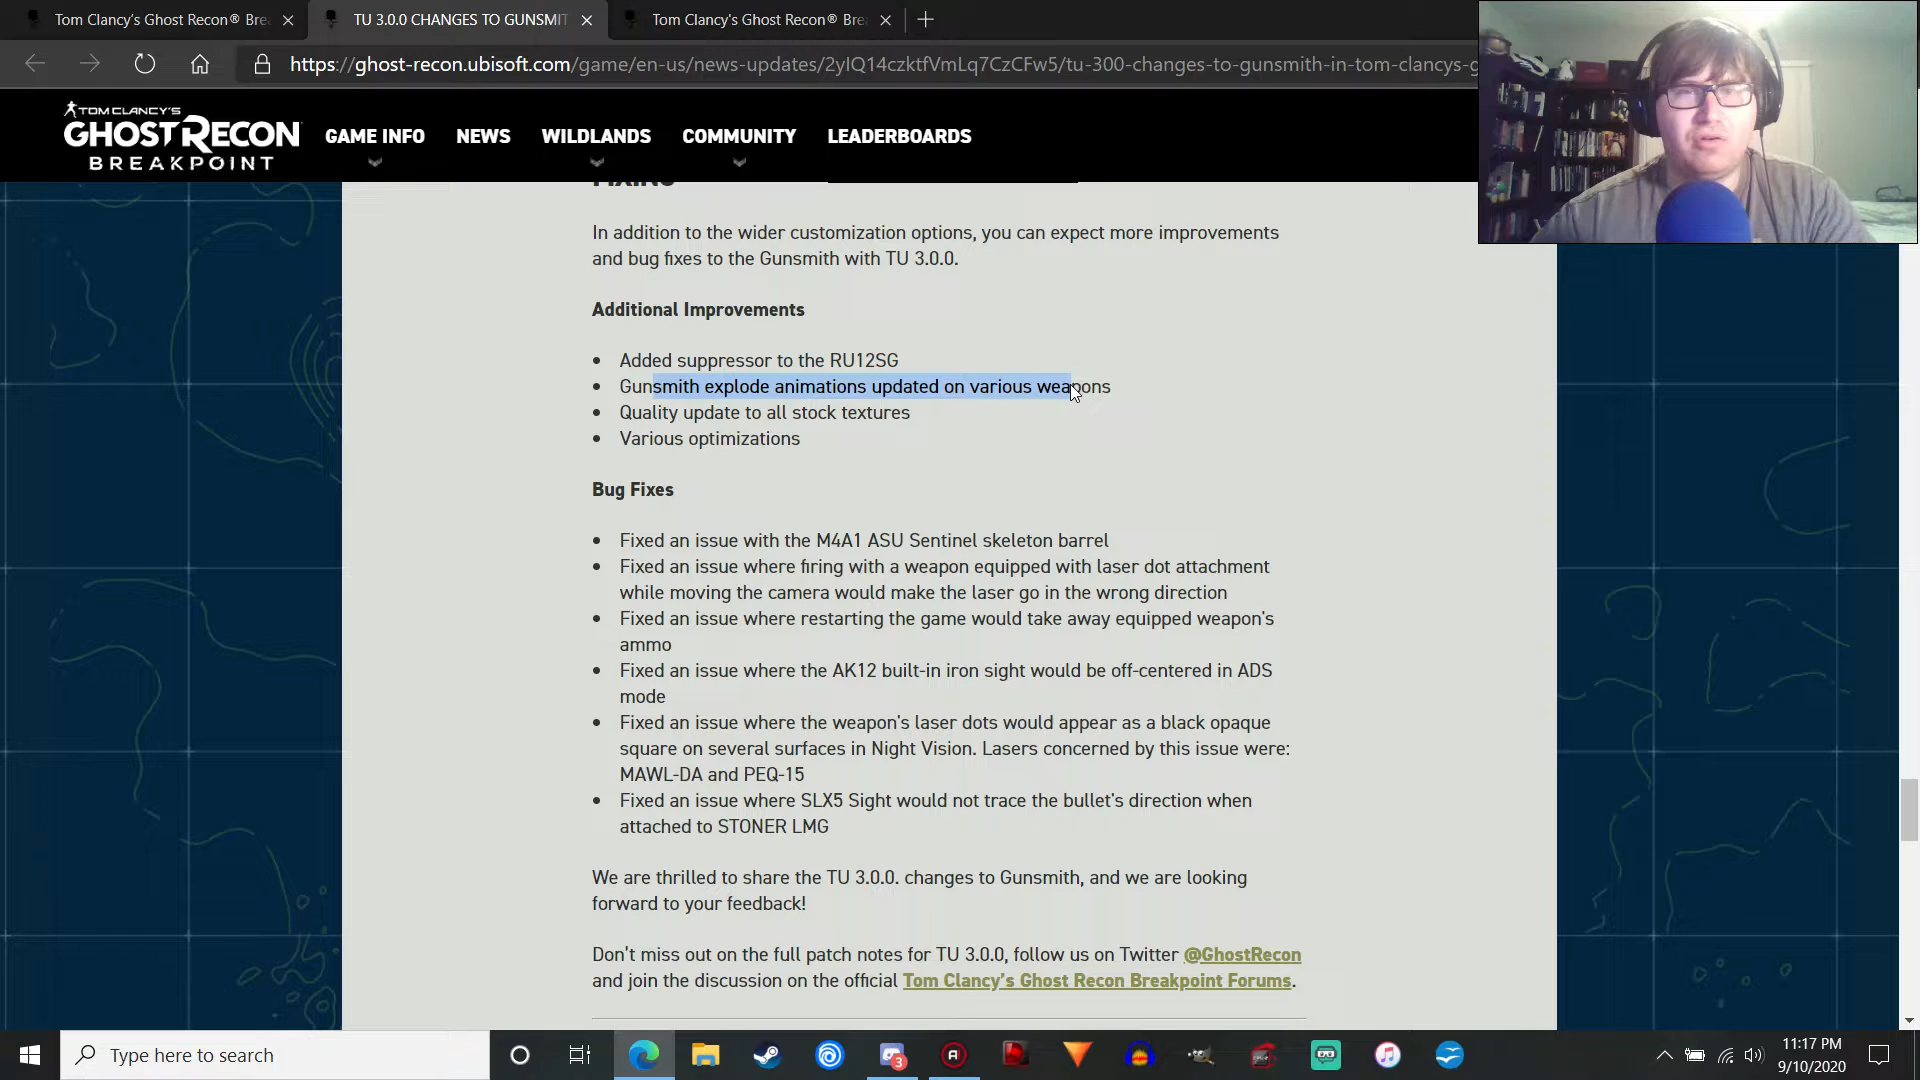 Tom Clancy's Ghost Recon® Bre
TU 3.0.0 CHANGES TO GUNSMIT
Tom Clancy's Ghost Recon® Bre
https://ghost-recon.ubisoft.com/game/en-us/news-updates/2yIQ14czktfVmLq7CzCFw5/tu-300-changes-to-gunsmith-in-tom-clancys-g
TOM CLANCY'S
GHOST RECON
BREAKPOINT
GAME INFO
NEWS
WILDLANDS
COMMUNITY
LEADERBOARDS
In addition to the wider customization options, you can expect more improvements
and bug fixes to the Gunsmith with TU 3.0.0.
Additional Improvements
• Added suppressor to the RU12SG
• Gunsmith explode animations updated on various weapons
• Quality update to all stock textures
• Various optimizations
Bug Fixes
• Fixed an issue with the M4A1 ASU Sentinel skeleton barrel
• Fixed an issue where firing with a weapon equipped with laser dot attachment
while moving the camera would make the laser go in the wrong direction
• Fixed an issue where restarting the game would take away equipped weapon's
ammo
• Fixed an issue where the AK12 built-in iron sight would be off-centered in ADS
mode
• Fixed an issue where the weapon's laser dots would appear as a black opaque
square on several surfaces in Night Vision. Lasers concerned by this issue were:
MAWL-DA and PEQ-15
• Fixed an issue where SLX5 Sight would not trace the bullet's direction when
attached to STONER LMG
We are thrilled to share the TU 3.0.0. changes to Gunsmith, and we are looking
forward to your feedback!
Don't miss out on the full patch notes for TU 3.0.0, follow us on Twitter @GhostRecon
and join the discussion on the official Tom Clancy's Ghost Recon Breakpoint Forums.
Type here to search
3
11:17 PM
9/10/2020